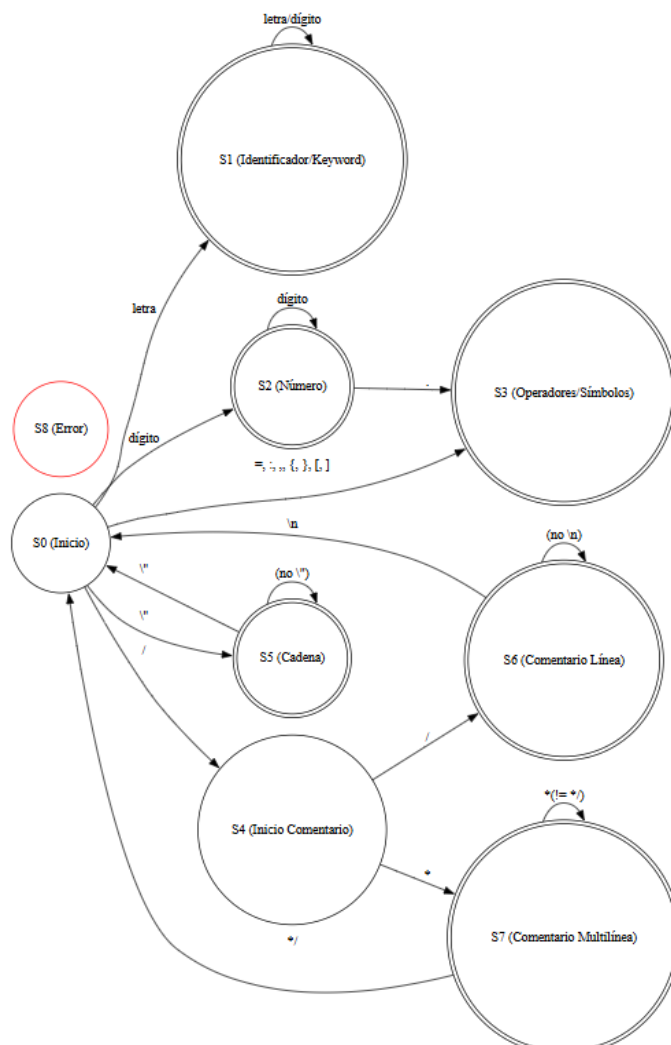 letra/dígito
S1 (Identificador/Keyword)
letra
dígito
S2 (Número)
.
S3 (Operadores/Símbolos)
S8 (Error)
dígito
=, :, ,, {, }, [, ]
S0 (Inicio)
\n
\"
(no \")
(no \n)
\"
S5 (Cadena)
S6 (Comentario Línea)
/
/
*(!= */)
S4 (Inicio Comentario)
*
*/
S7 (Comentario Multilínea)